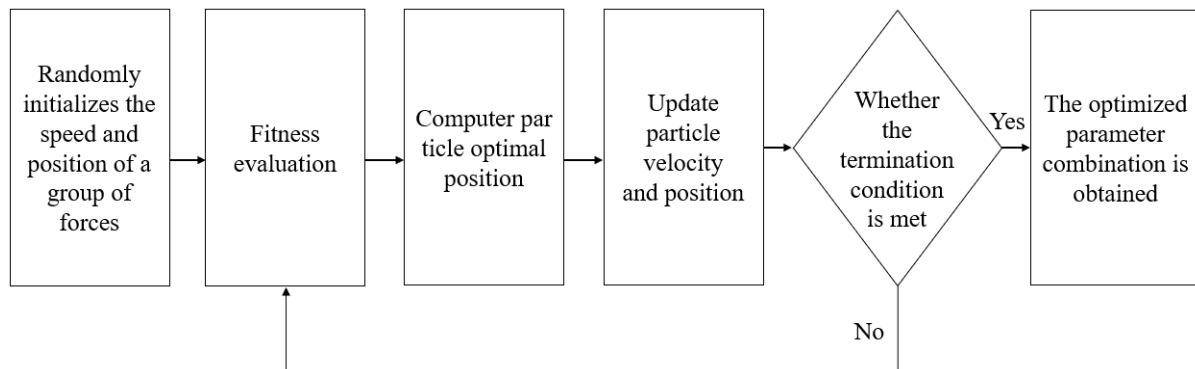 Randomly
initializes the
speed and
position of a
group of
forces
Fitness
evaluation
Computer par
ticle optimal
position
Update
particle
velocity
and position
Whether
the
termination
condition
is met
Yes
The optimized
parameter
combination is
obtained
No